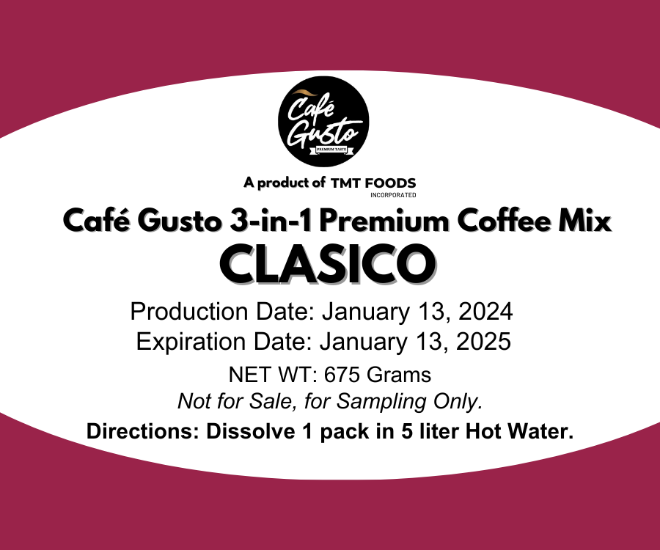 Café
Gusto
PREMIUM TASTE
A product of TMT FOODS
INCORPORATED
Café Gusto 3-in-1 Premium Coffee Mix
CLASICO
Production Date: January 13, 2024
Expiration Date: January 13, 2025
NET WT: 675 Grams
Not for Sale, for Sampling Only.
Directions: Dissolve 1 pack in 5 liter Hot Water.